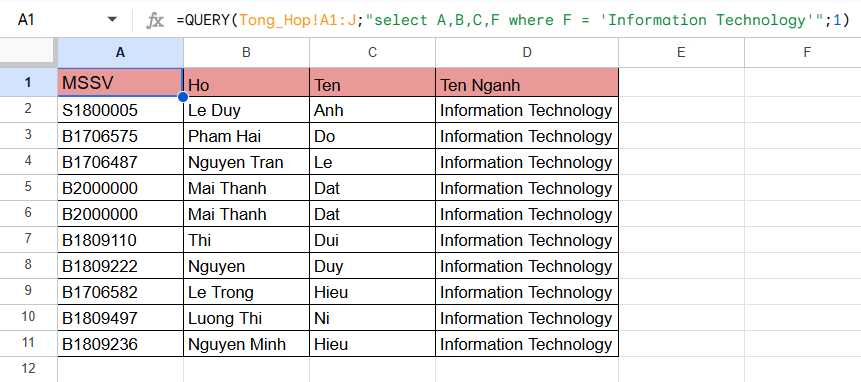 A1 fx =QUERY(Tong_Hop!A1:J;"select A,B,C,F where F = 'Information Technology'";1)
A B C D E F
1 MSSV Ho Ten Ten Nganh
2 S1800005 Le Duy Anh Information Technology
3 B1706575 Pham Hai Do Information Technology
4 B1706487 Nguyen Tran Le Information Technology
5 B2000000 Mai Thanh Dat Information Technology
6 B2000000 Mai Thanh Dat Information Technology
7 B1809110 Thi Dui Information Technology
8 B1809222 Nguyen Duy Information Technology
9 B1706582 Le Trong Hieu Information Technology
10 B1809497 Luong Thi Ni Information Technology
11 B1809236 Nguyen Minh Hieu Information Technology
12